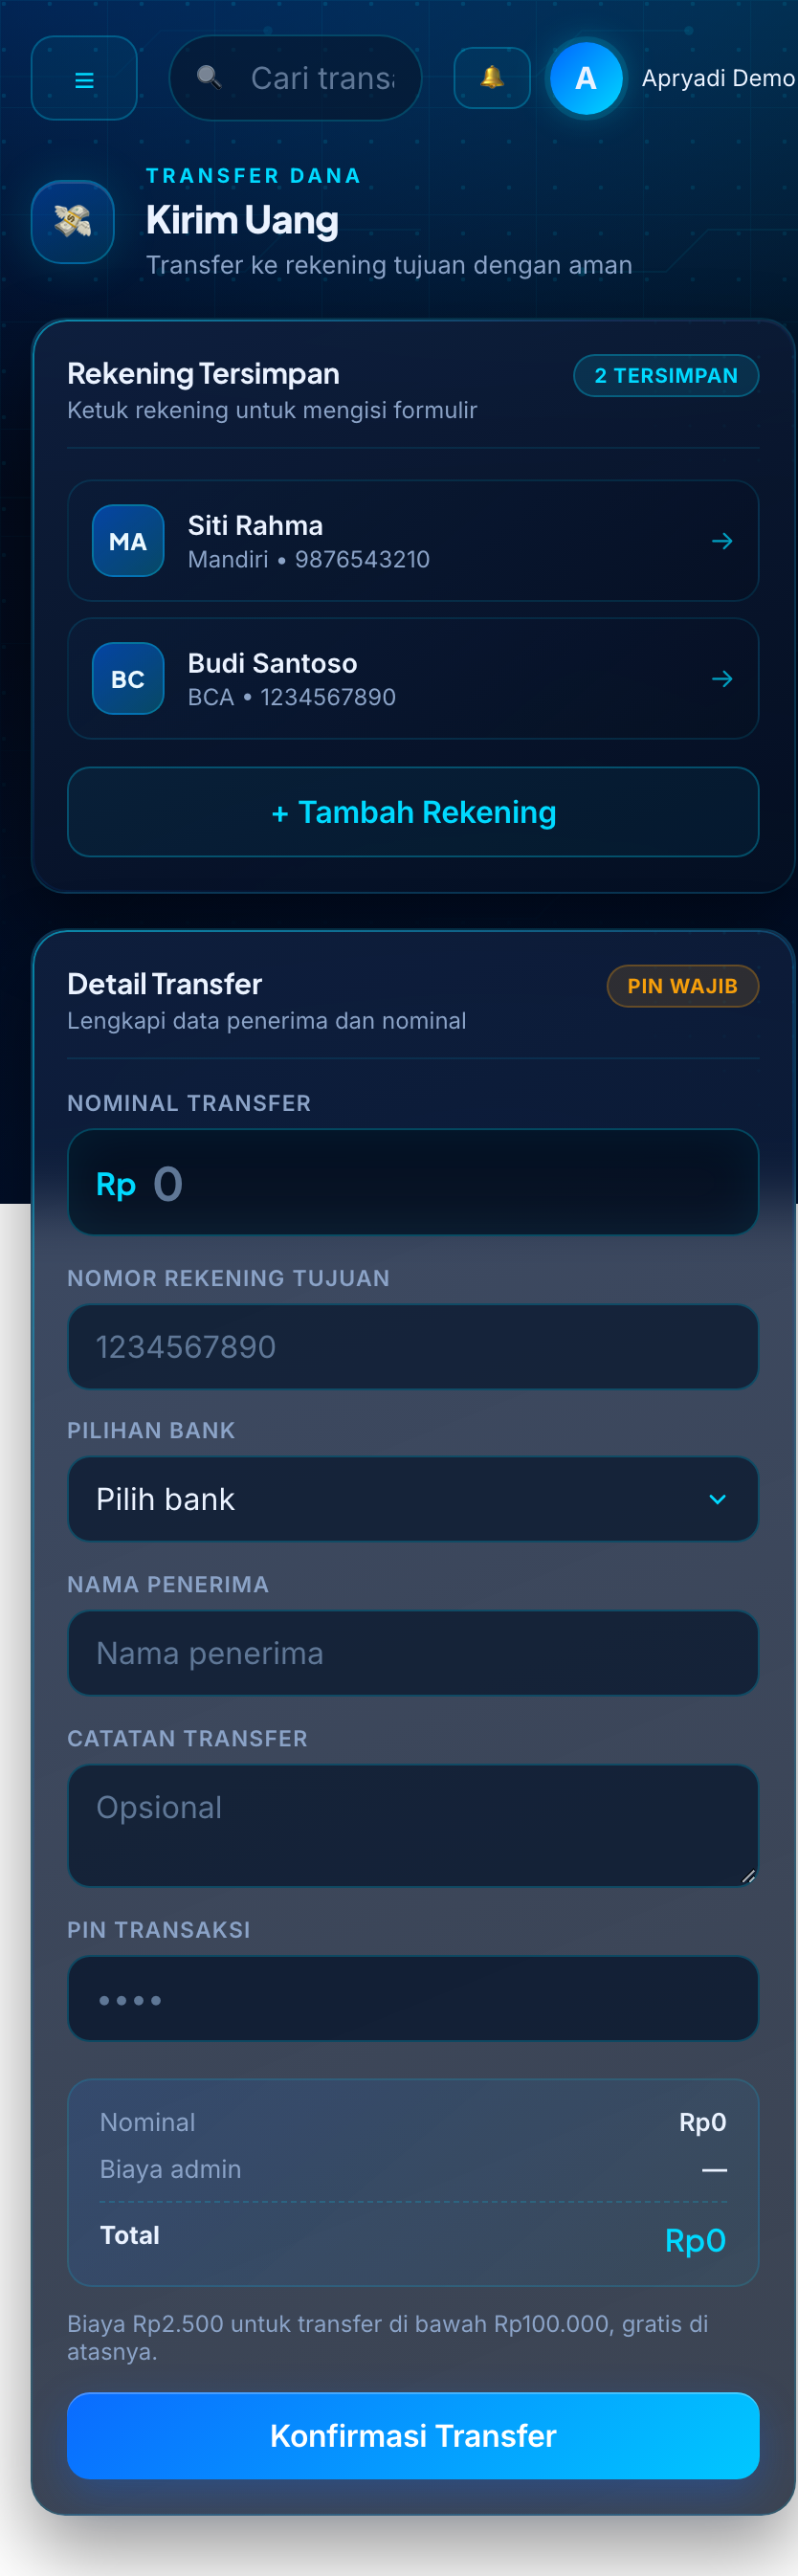 Cari transa
A
Apryadi Demo
TRANSFER DANA
Kirim Uang
Transfer ke rekening tujuan dengan aman
Rekening Tersimpan
2 TERSIMPAN
Ketuk rekening untuk mengisi formulir
MA
Siti Rahma
Mandiri • 9876543210
→
BC
Budi Santoso
BCA • 1234567890
→
+ Tambah Rekening
Detail Transfer
PIN WAJIB
Lengkapi data penerima dan nominal
NOMINAL TRANSFER
Rp 0
NOMOR REKENING TUJUAN
1234567890
PILIHAN BANK
Pilih bank
NAMA PENERIMA
Nama penerima
CATATAN TRANSFER
Opsional
PIN TRANSAKSI
••••
Nominal Rp0
Biaya admin —
Total Rp0
Biaya Rp2.500 untuk transfer di bawah Rp100.000, gratis di
atasnya.
Konfirmasi Transfer